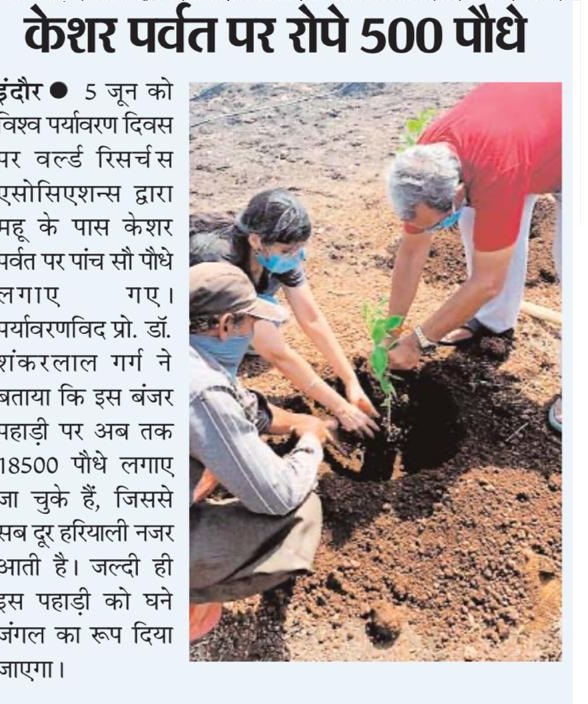 केशर पर्वत पर रोपे 500 पौधे
इंदौर ● 5 जून को
विश्व पर्यावरण दिवस
पर वर्ल्ड रिसर्चस
एसोसिएशन्स द्वारा
महू के पास केशर
पर्वत पर पांच सौ पौधे
लगाए गए।
पर्यावरणविद प्रो. डॉ.
शंकरलाल गर्ग ने
बताया कि इस बंजर
पहाड़ी पर अब तक
18500 पौधे लगाए
जा चुके हैं, जिससे
सब दूर हरियाली नजर
आती है। जल्दी ही
इस पहाड़ी को घने
जंगल का रूप दिया
जाएगा।